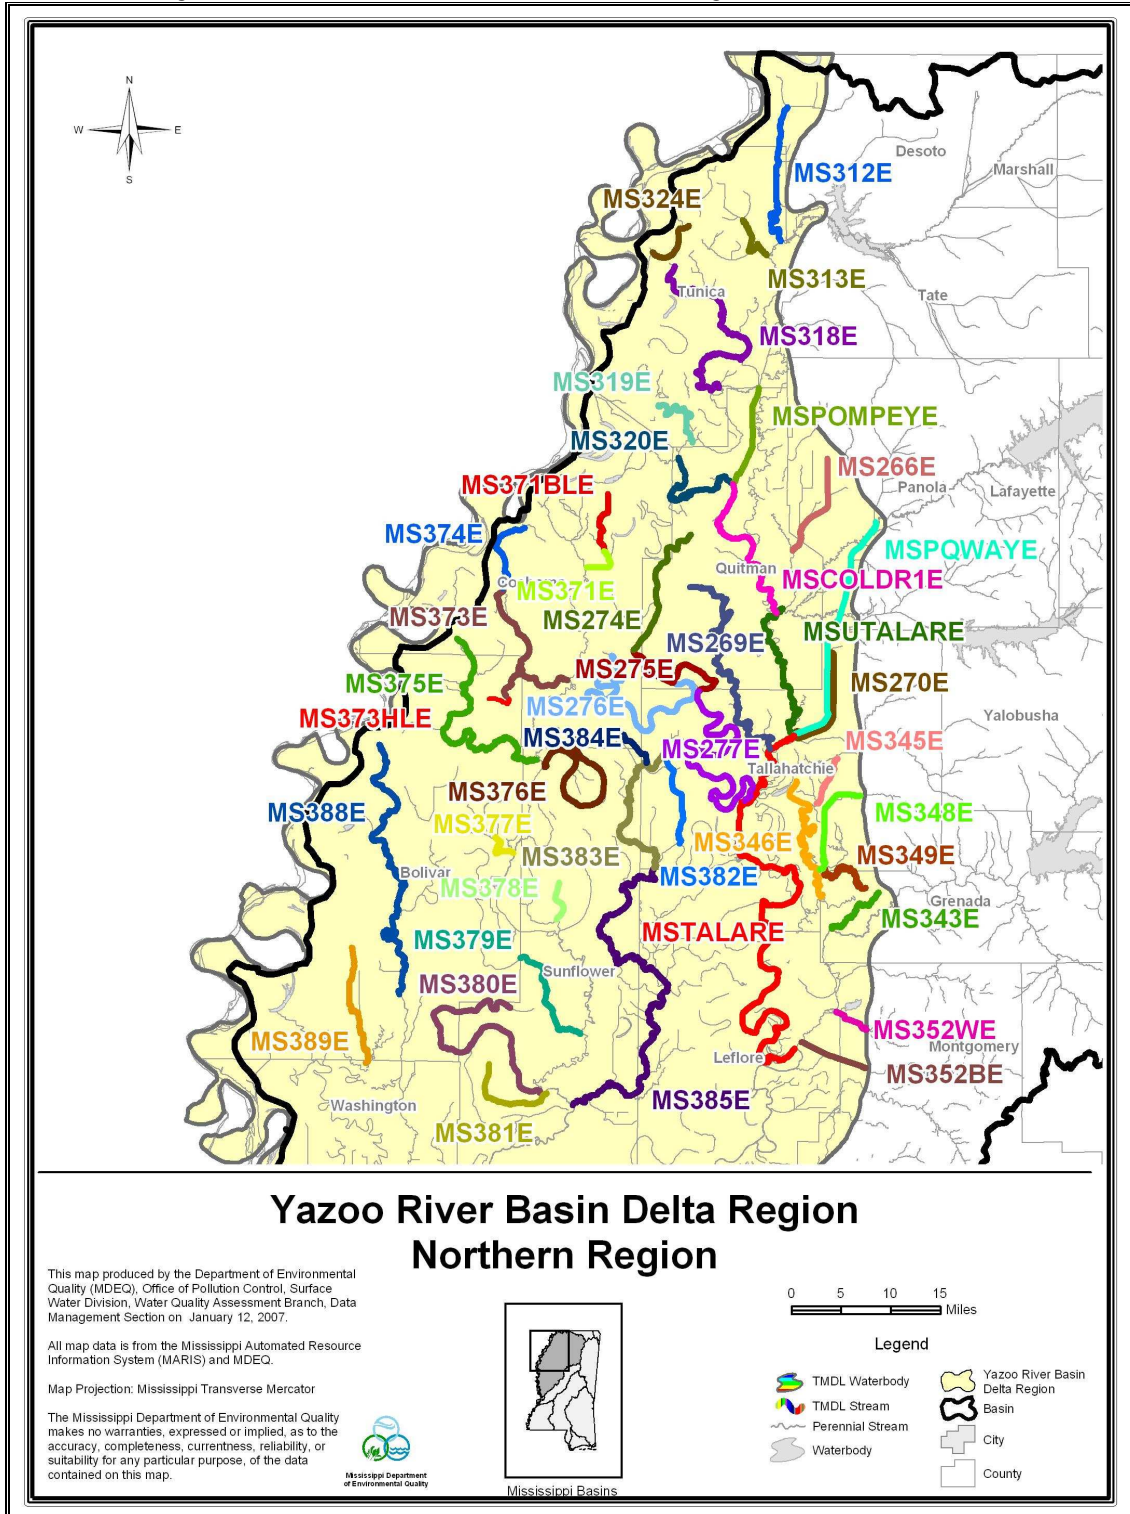 N
W E
S
Desoto
Marshall
MS312E
MS324E
MS313E
Tunica
Tate
MS318E
MS319E
MSPOMPEYE
MS320E
MS266E
MS371BLE
Panola
Lafayette
MS374E
MSPQWAYE
Quitman
MSCOLDR1E
MS371E
MS373E
MS274E
MSUTALARE
MS269E
MS275E
MS375E
MS270E
MS276E
MS373HLE
Yalobusha
MS384E
MS345E
MS277E
Tallahatchie
MS376E
MS388E
MS348E
MS377E
MS346E
MS383E
MS349E
Bolivar
MS382E
MS378E
Grenada
MS343E
MSTALARE
MS379E
Sunflower
MS380E
MS352WE
MS389E
Montgomery
Leflore
MS352BE
MS385E
Washington
MS381E
Yazoo River Basin Delta Region
Northern Region
This map produced by the Department of Environmental
Quality (MDEQ), Office of Pollution Control, Surface
Water Division, Water Quality Assessment Branch, Data
Management Section on January 12, 2007.
All map data is from the Mississippi Automated Resource
Information System (MARIS) and MDEQ.
Map Projection: Mississippi Transverse Mercator
The Mississippi Department of Environmental Quality
makes no warranties, expressed or implied, as to the
accuracy, completeness, currentness, reliability, or
suitability for any particular purpose, of the data
contained on this map.
Mississippi Department
of Environmental Quality
Mississippi Basins
0 5 10 15
Miles
Legend
TMDL Waterbody
TMDL Stream
Perennial Stream
Waterbody
Yazoo River Basin
Delta Region
Basin
City
County